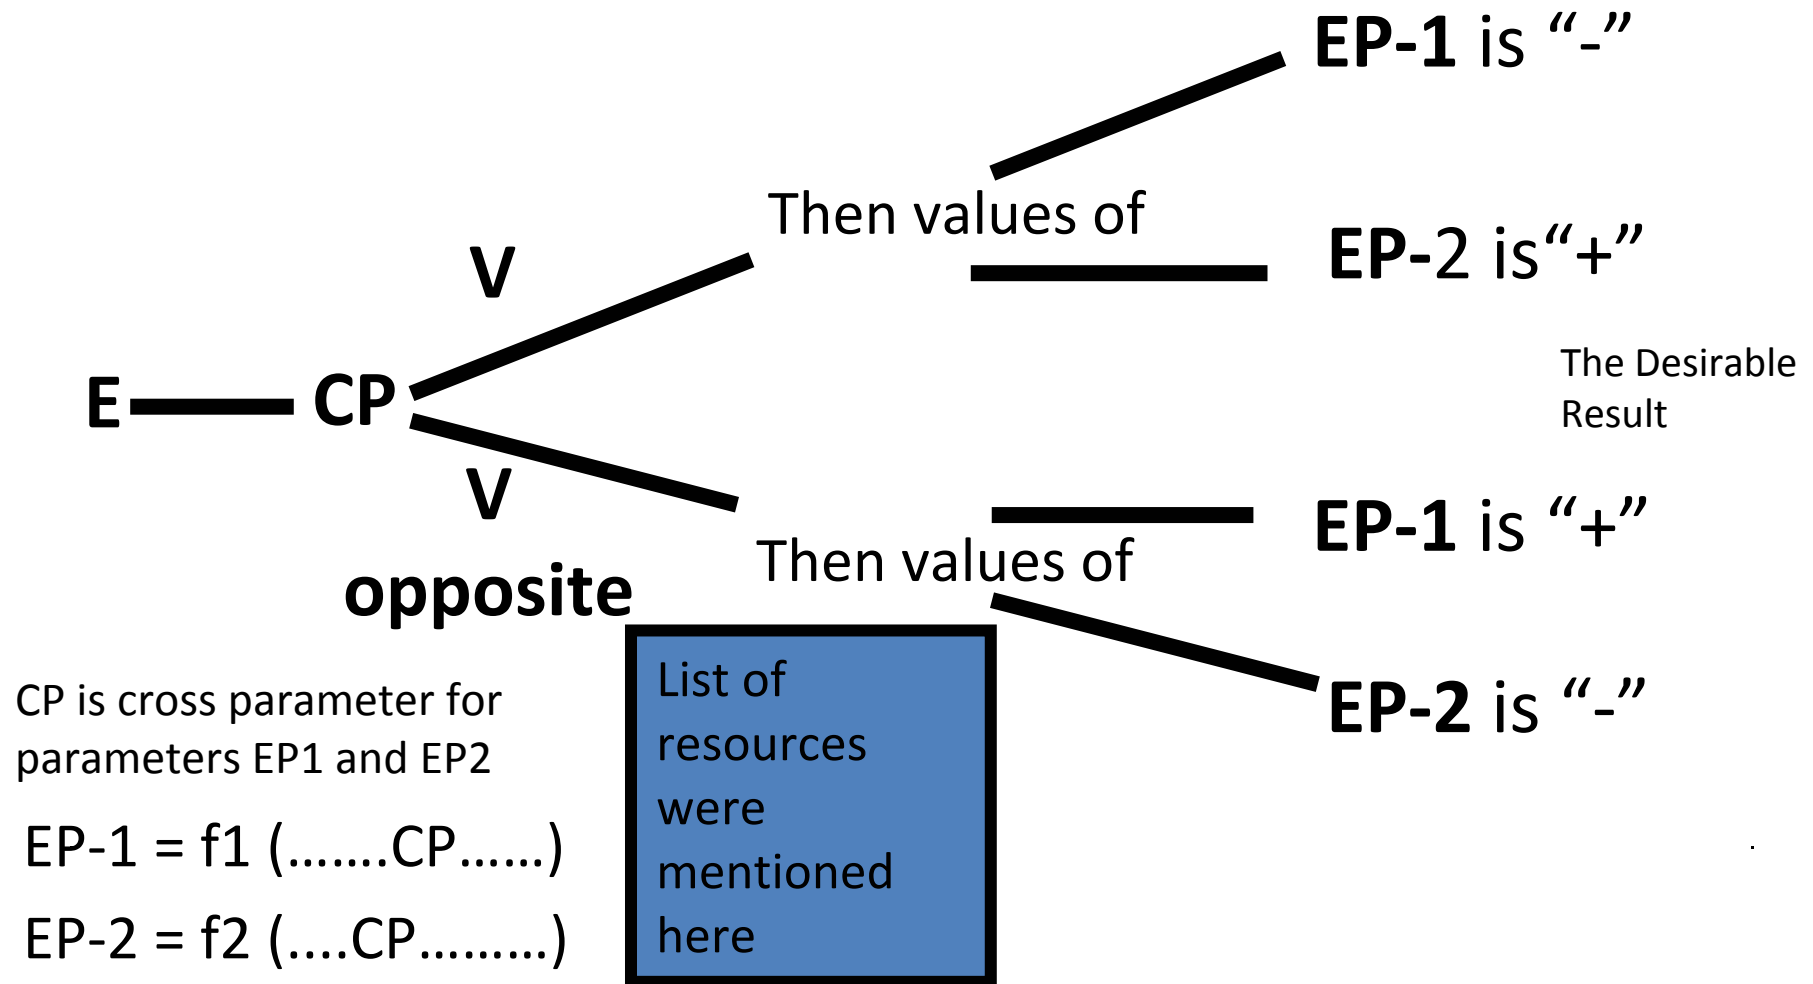 EP-1 is “-”
Then values of
EP-2 is“+”
V
The Desirable
Result
E
CP
V
opposite
Then values of
EP-1 is “+”
EP-2 is “-”
CP is cross parameter for
parameters EP1 and EP2
EP-1 = f1 (.......CP......)
EP-2 = f2 (....CP.........)
List of
resources
were
mentioned
here
.